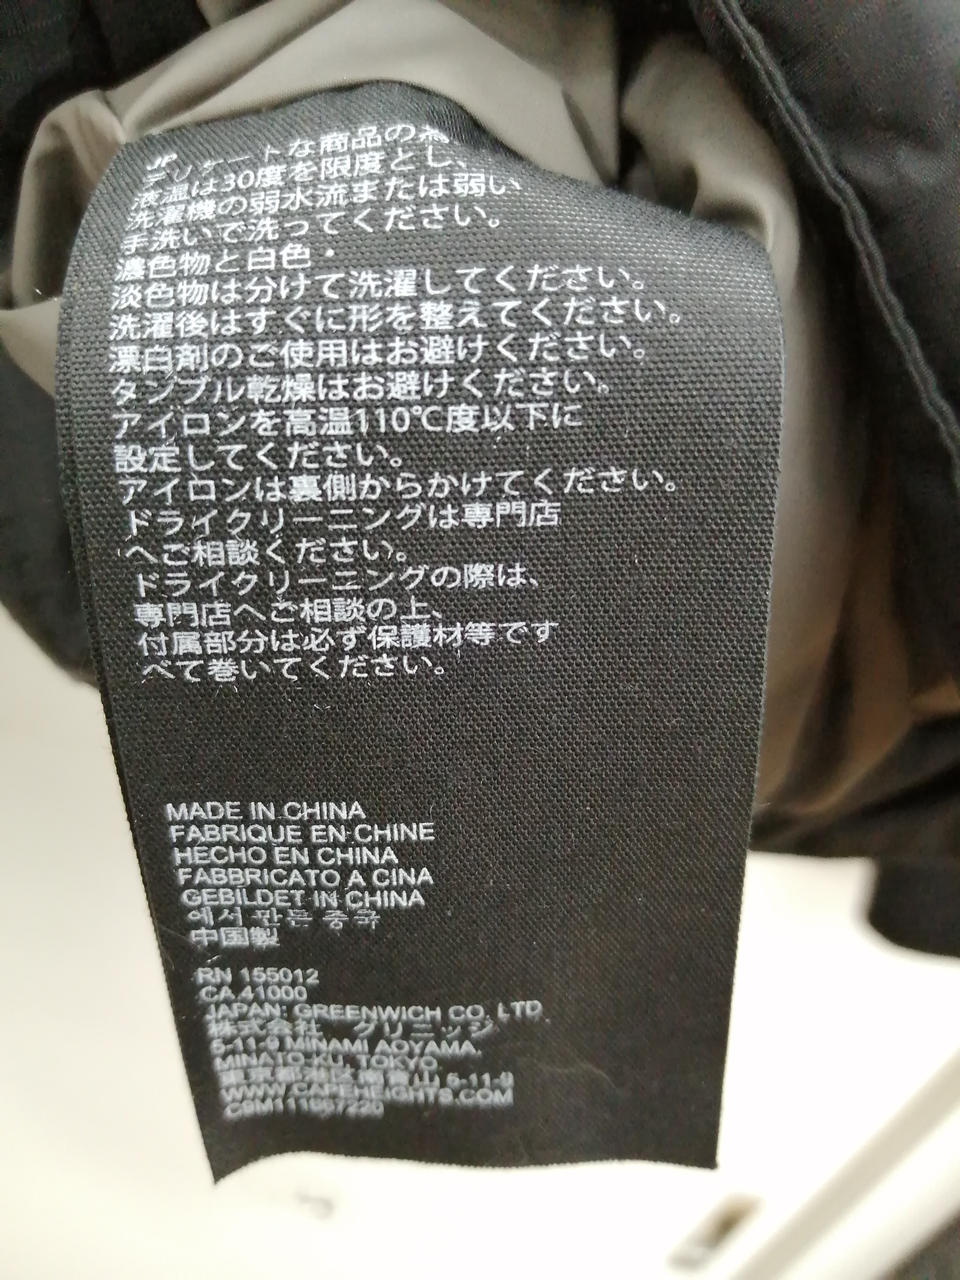 JP
デリケートな商品の為
液温は30度を限度とし、
洗濯機の弱水流または弱い
手洗いで洗ってください。
濃色物と白色・
淡色物は分けて洗濯してください。
洗濯後はすぐに形を整えてください。
漂白剤のご使用はお避けください。
タンブル乾燥はお避けください。
アイロンを高温110℃度以下に
設定してください。
アイロンは裏側からかけてください。
ドライクリーニングは専門店
へご相談ください。
ドライクリーニングの際は、
専門店へご相談の上、
付属部分は必ず保護材等です
べて巻いてください。
MADE IN CHINA
FABRIQUE EN CHINE
HECHO EN CHINA
FABBRICATO A CINA
GEBILDET IN CHINA
에서 만든 중국
中国製
RN 155012
CA 41000
JAPAN: GREENWICH CO. LTD
株式会社 グリニッジ
5-11-9 MINAMI AOYAMA,
MINATO-KU, TOKYO
東京都港区南青山 5-11-9
WWW.CAPEHEIGHTS.COM